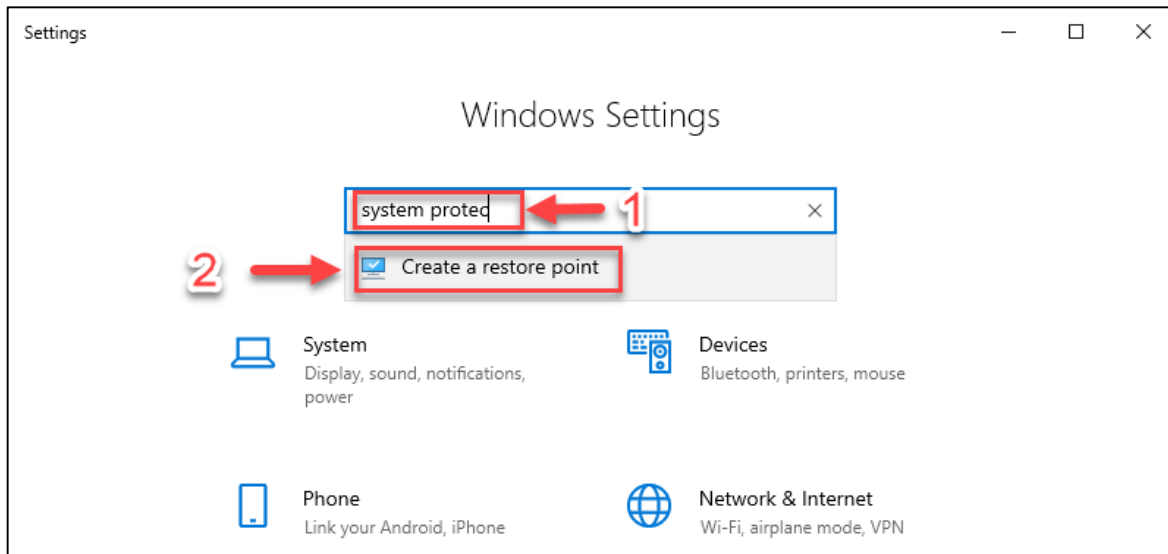 Settings
Windows Settings
system protec
1
2
Create a restore point
System
Display, sound, notifications,
power
Devices
Bluetooth, printers, mouse
Phone
Link your Android, iPhone
Network & Internet
Wi-Fi, airplane mode, VPN